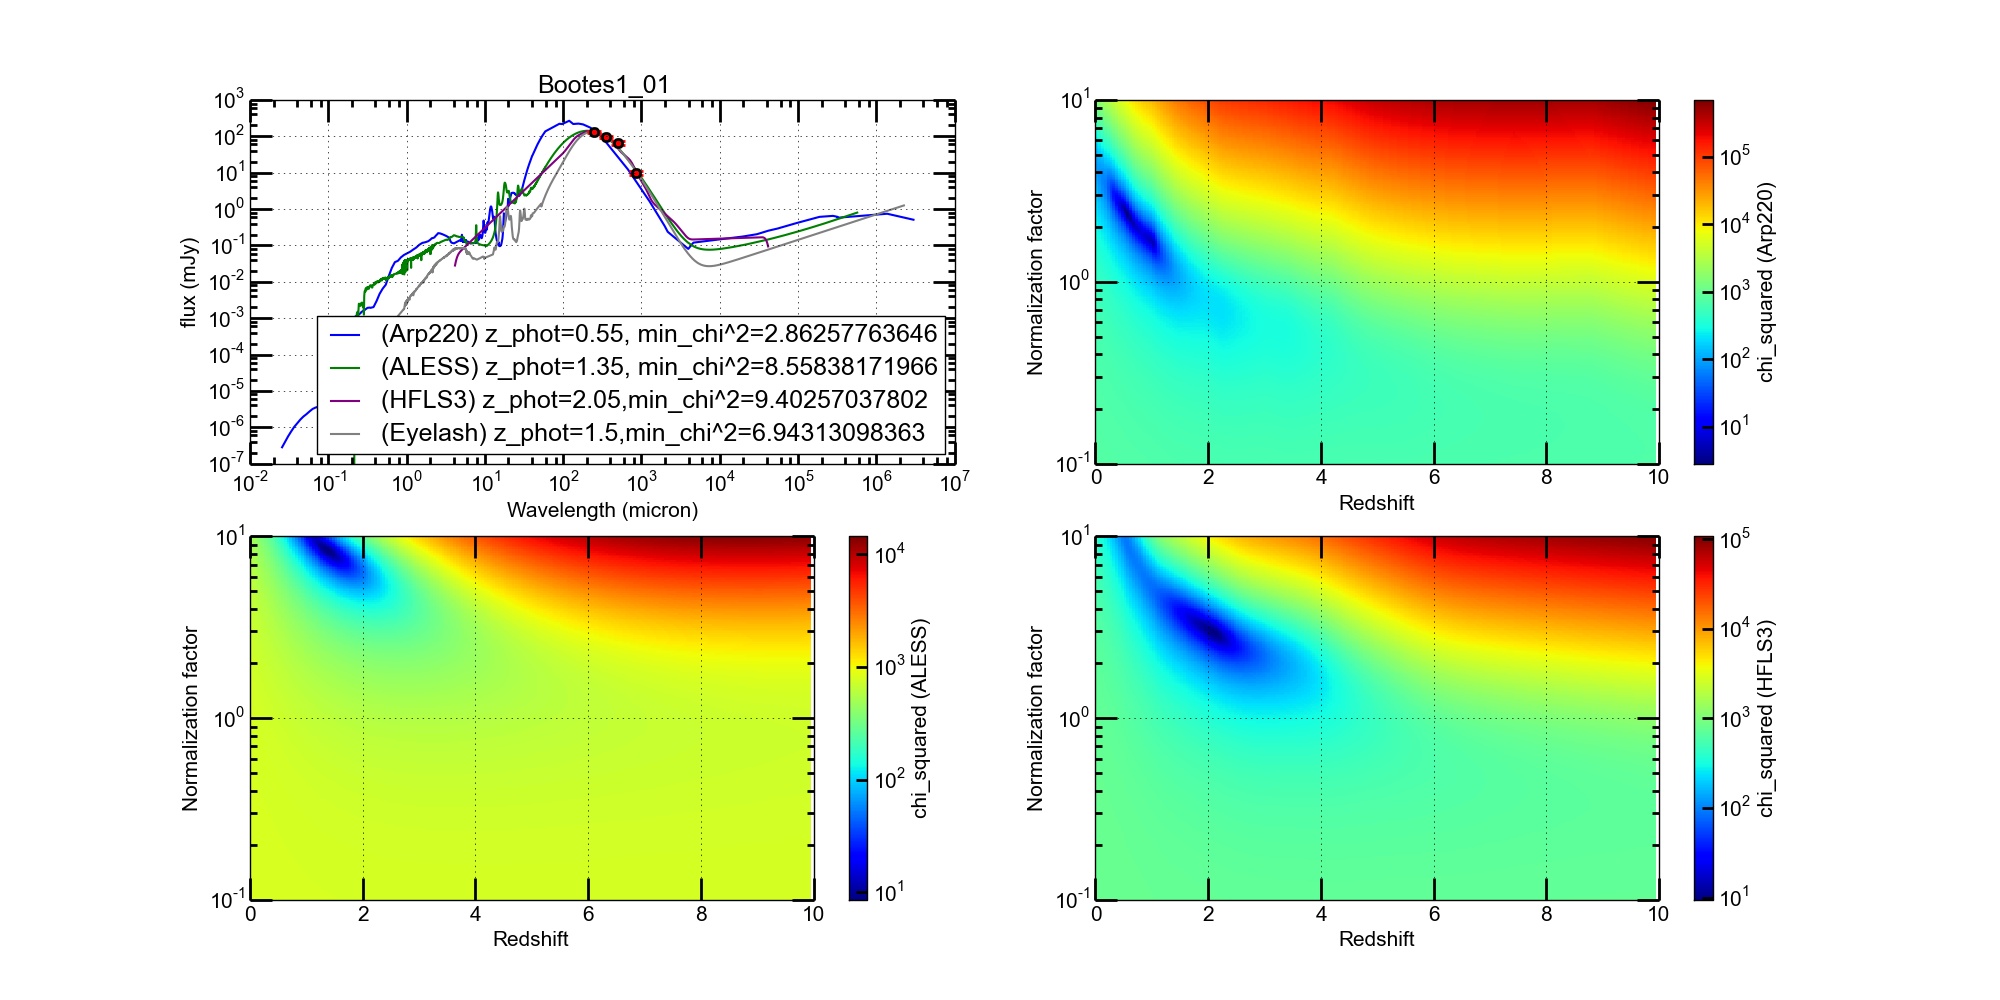 Bootes1_01
10^3
10^2
10^1
10^0
10^-1
10^-2
10^-3
10^-4
10^-5
10^-6
10^-7
flux (mJy)
(Arp220) z_phot=0.55, min_chi^2=2.86257763646
(ALESS) z_phot=1.35, min_chi^2=8.55838171966
(HFLS3) z_phot=2.05,min_chi^2=9.40257037802
(Eyelash) z_phot=1.5,min_chi^2=6.94313098363
10^-2 10^-1 10^0 10^1 10^2 10^3 10^4 10^5 10^6 10^7
Wavelength (micron)
10^1
10^0
10^-1
Normalization factor
0 2 4 6 8 10
Redshift
10^5
10^4
10^3
10^2
10^1
chi_squared (Arp220)
10^1
10^0
10^-1
Normalization factor
0 2 4 6 8 10
Redshift
10^4
10^3
10^2
10^1
chi_squared (ALESS)
10^1
10^0
10^-1
Normalization factor
0 2 4 6 8 10
Redshift
10^5
10^4
10^3
10^2
10^1
chi_squared (HFLS3)